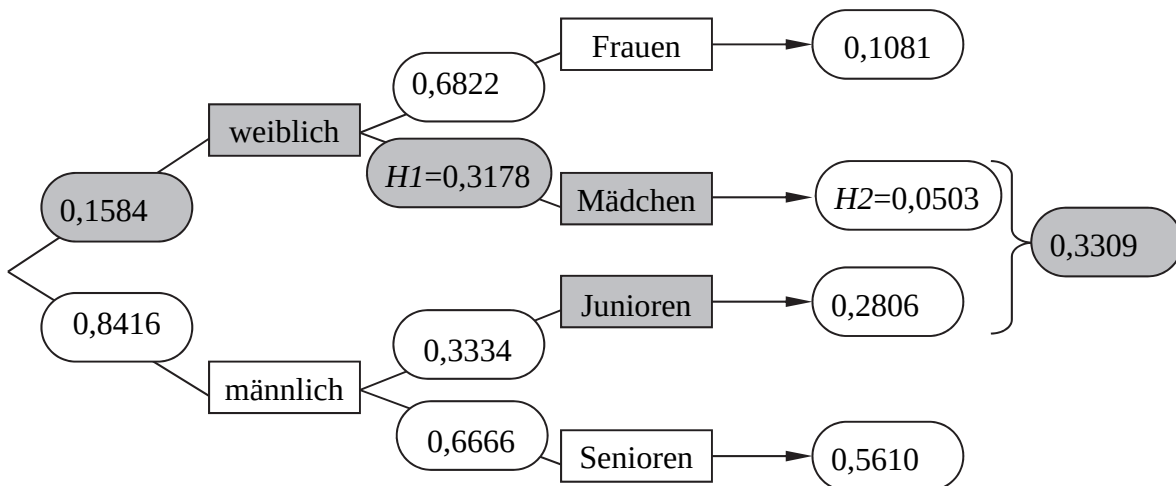 Frauen
0,1081
0,6822
weiblich
H1=0,3178
Mädchen
H2=0,0503
0,1584
0,3309
0,8416
Junioren
0,2806
0,3334
männlich
0,6666
Senioren
0,5610